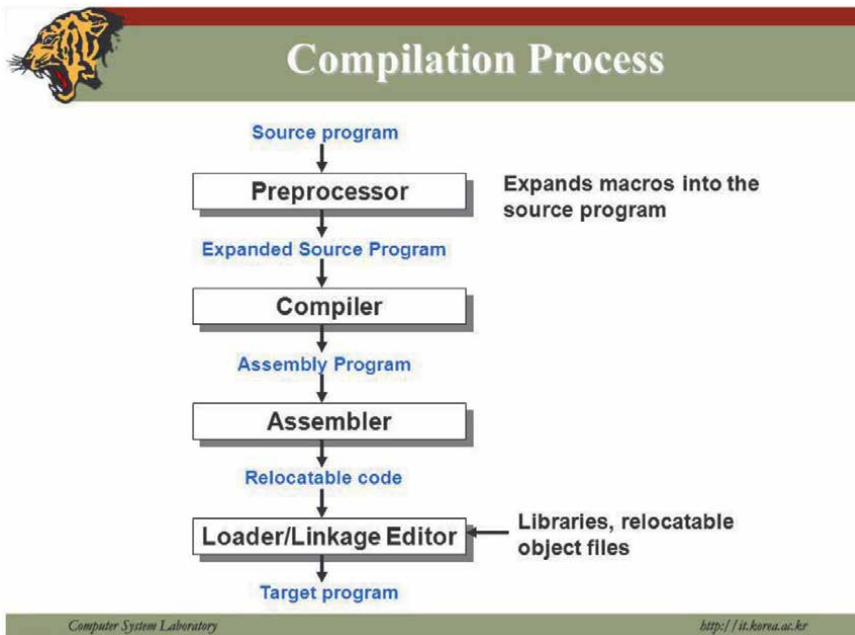 Compilation Process
Source program
Preprocessor
Expands macros into the
source program
Expanded Source Program
Compiler
Assembly Program
Assembler
Relocatable code
Loader/Linkage Editor
Libraries, relocatable
object files
Target program
Computer System Laboratory
http://it.korea.ac.kr